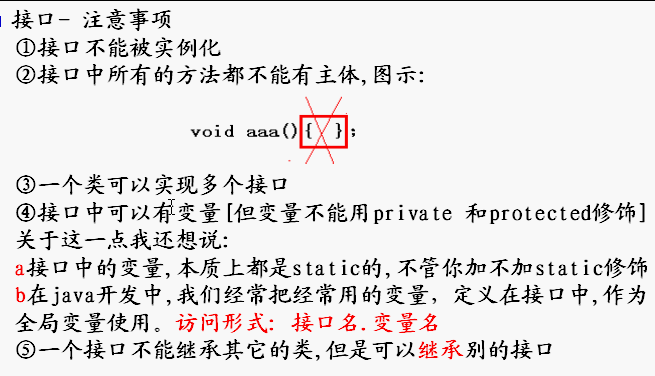 接口- 注意事项
①接口不能被实例化
②接口中所有的方法都不能有主体,图示:
void aaa(){ };
③一个类可以实现多个接口
④接口中可以有变量[但变量不能用private 和protected修饰]
关于这一点我还想说:
a接口中的变量,本质上都是static的,不管你加不加static修饰
b在java开发中,我们经常把经常用的变量，定义在接口中,作为
全局变量使用。访问形式: 接口名.变量名
⑤一个接口不能继承其它的类,但是可以继承别的接口